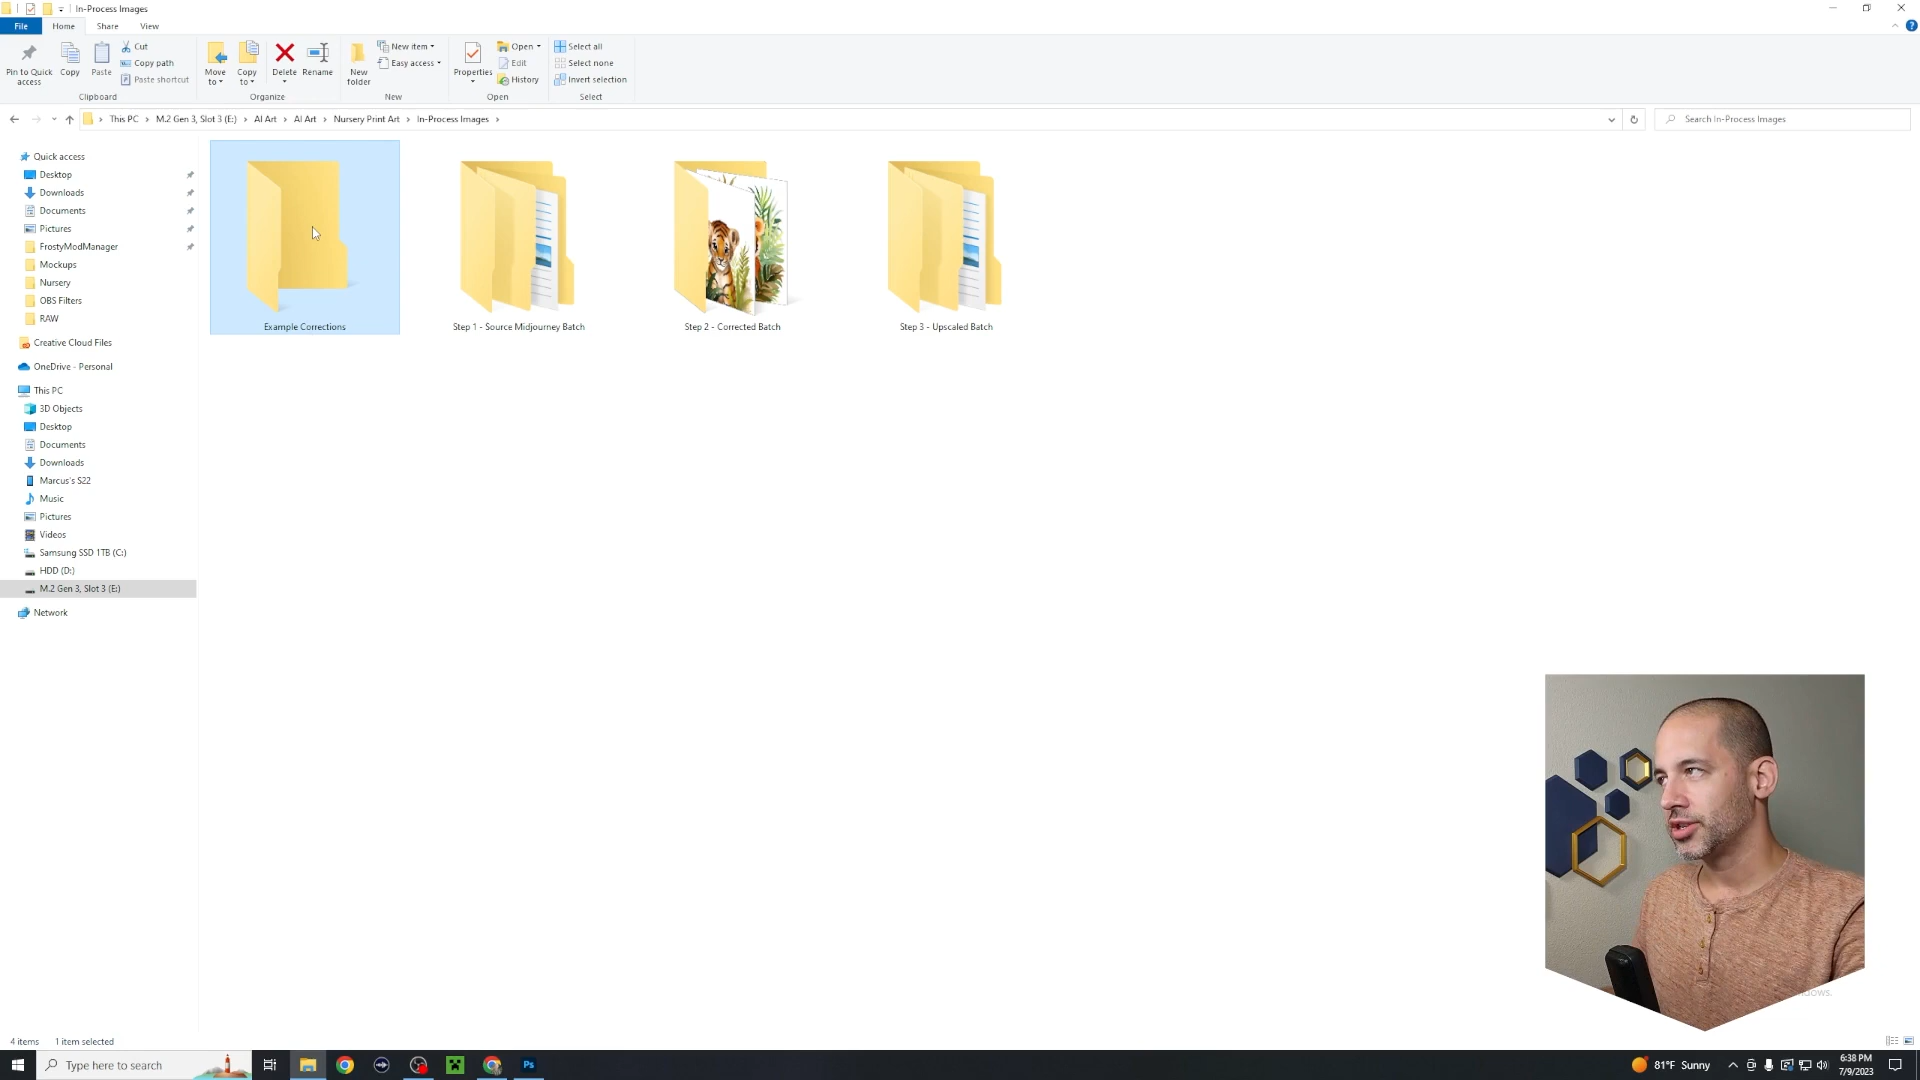 In-Process Images
File Home Share View
Pin to Quick access
Copy
Paste
Cut
Copy path
Paste shortcut
Clipboard
Move to
Copy to
Delete
Rename
Organize
New folder
New item
Easy access
New
Properties
Open
Edit
History
Open
Select all
Select none
Invert selection
Select
This PC > M.2 Gen 3, Slot 3 (E:) > AI Art > AI Art > Nursery Print Art > In-Process Images >
Search In-Process Images
Quick access
Desktop
Downloads
Documents
Pictures
FrostyModManager
Mockups
Nursery
OBS Filters
RAW
Creative Cloud Files
OneDrive - Personal
This PC
3D Objects
Desktop
Documents
Downloads
Marcus's S22
Music
Pictures
Videos
Samsung SSD 1TB (C:)
HDD (D:)
M.2 Gen 3, Slot 3 (E:)
Network
Example Corrections
Step 1 - Source Midjourney Batch
Step 2 - Corrected Batch
Step 3 - Upscaled Batch
4 items 1 item selected
Type here to search
Ps
81°F Sunny
6:38 PM
7/9/2023